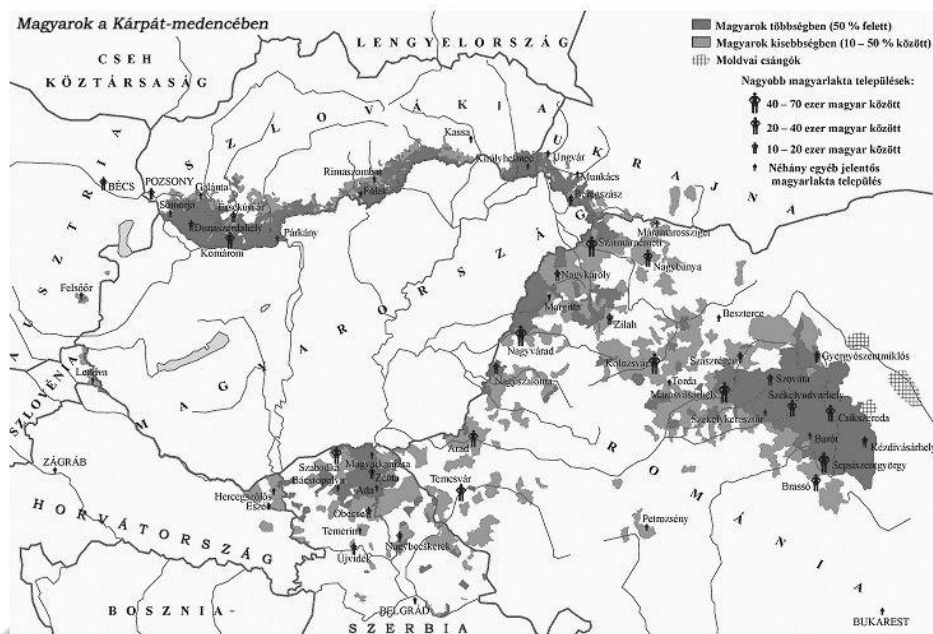 Magyarok a Kárpát-medencében
Magyarok többségben (50 % felett)
Magyarok kisebbségben (10 – 50 % között)
Moldvai csángók
Nagyobb magyarlakta települések:
40 – 70 ezer magyar között
20 – 40 ezer magyar között
10 – 20 ezer magyar között
Néhány egyéb jelentős
magyarlakta település
LENGYELORSZÁG
CSEH
KÖZTÁRSASÁG
SZLOVÁKIA
UKRAJNA
AUSZTRIA
MAGYARORSZÁG
SZLOVÉNIA
HORVÁTORSZÁG
BOSZNIA-
SZERBIA
ROMÁNIA
Kassa
Királyhelmec
Ungvár
Munkács
Beregszász
Rimaszombat
Fülek
BÉCS
POZSONY
Galánta
Somorja
Érsekújvár
Dunaszerdahely
Komárom
Párkány
Felsőőr
Lendva
ZÁGRÁB
Máramarossziget
Szatmárnémeti
Nagybánya
Nagykároly
Margitta
Zilah
Beszterce
Nagyvárad
Kolozsvár
Szászrégen
Gyergyószentmiklós
Nagyszalonta
Torda
Szováta
Marosvásárhely
Székelyudvarhely
Székelykeresztúr
Csíkszereda
Barót
Kézdivásárhely
Sepsiszentgyörgy
Brassó
Arad
Temesvár
Petrozsény
Szabadka
Magyarkanizsa
Bácstopolya
Zenta
Ada
Hercegszőlős
Eszék
Óbecse
Temerin
Nagybecskerek
Újvidék
BELGRÁD
BUKAREST